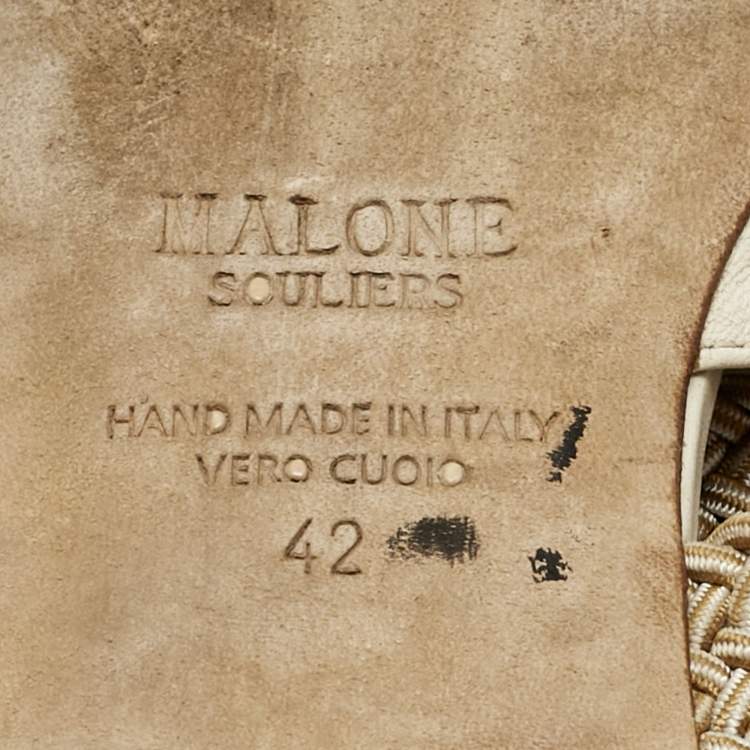 MALONE
SOULIERS
HAND MADE IN ITALY
VERO CUOIO
42